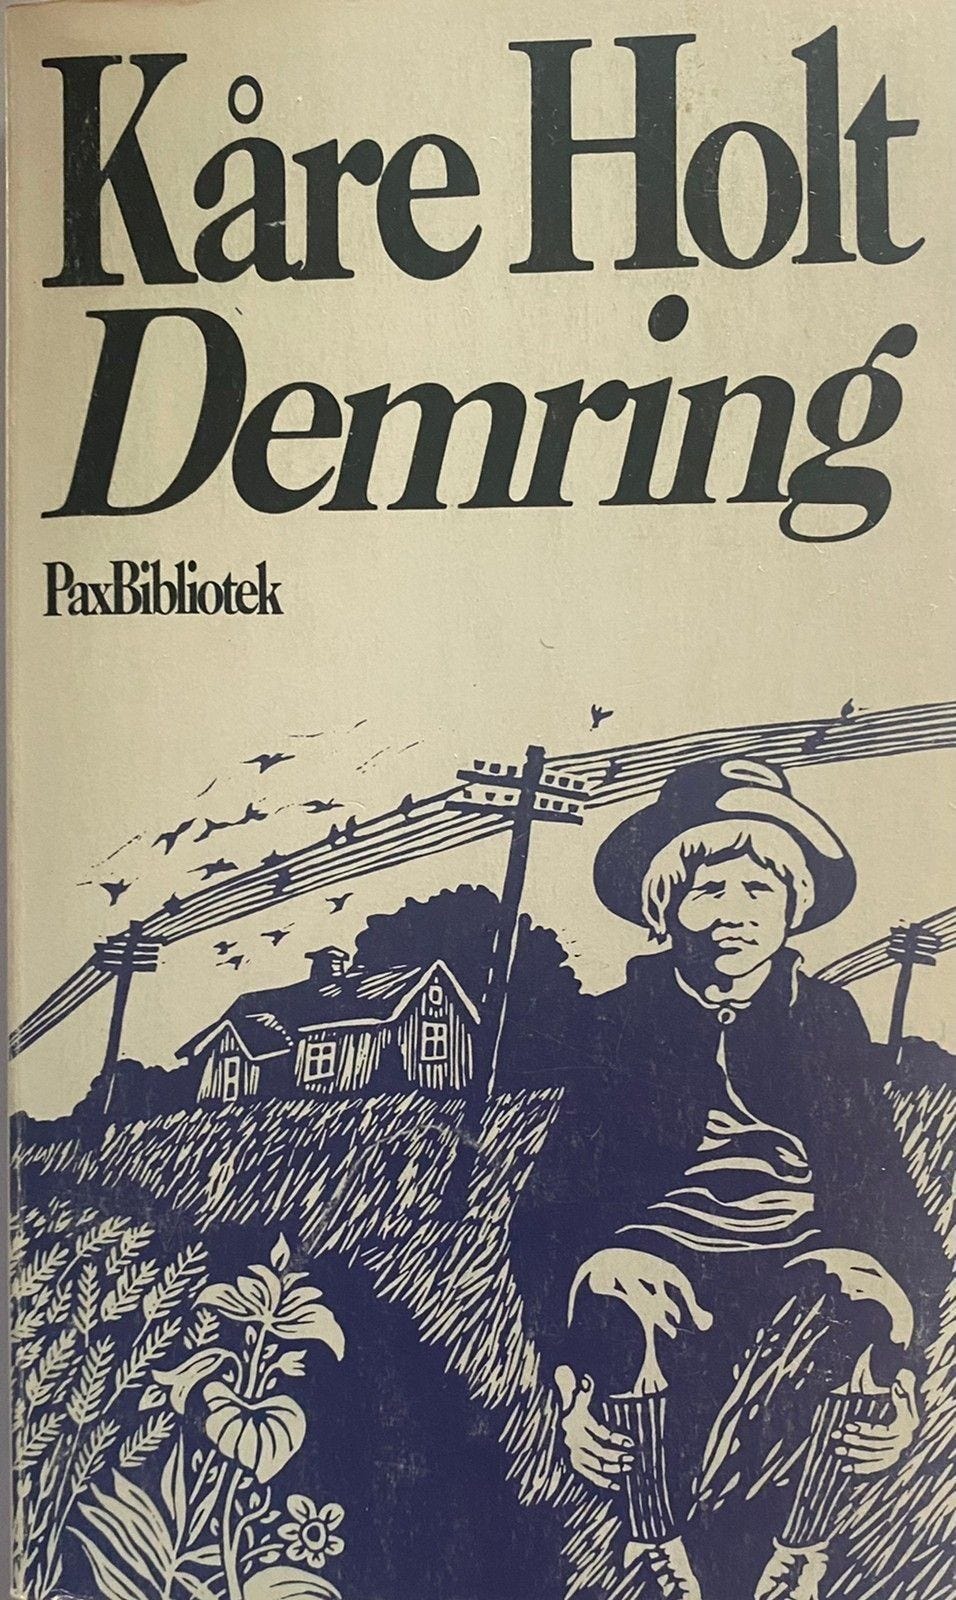 Kåre Holt
Demring
PaxBibliotek